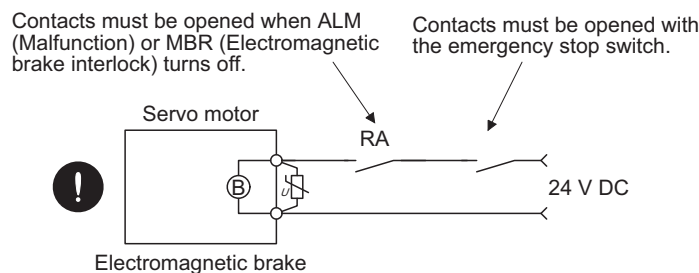 Contacts must be opened when ALM
(Malfunction) or MBR (Electromagnetic
brake interlock) turns off.
Contacts must be opened with
the emergency stop switch.
Servo motor
RA
B
U
24 V DC
Electromagnetic brake